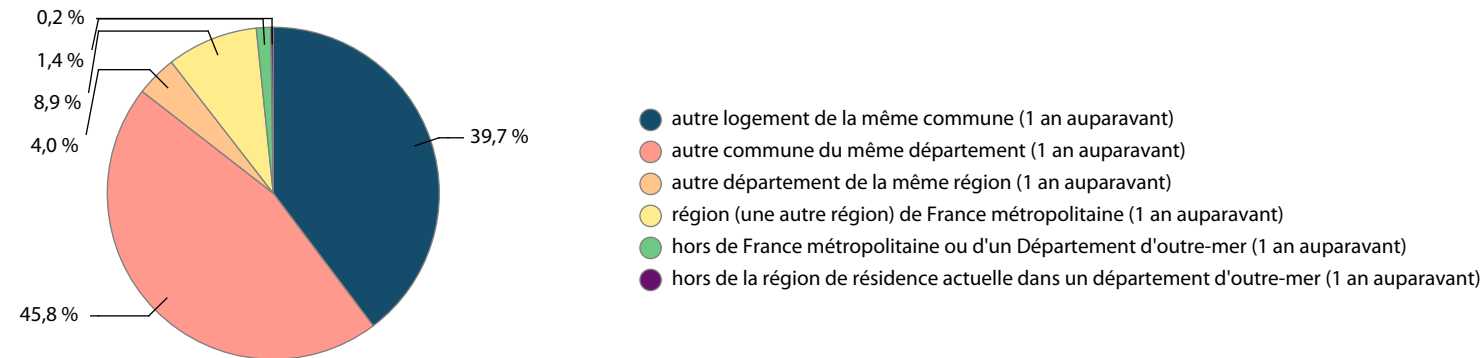 0,2 %
1,4 %
8,9 %
4,0 %
45,8 %
39,7 %
autre logement de la même commune (1 an auparavant)
autre commune du même département (1 an auparavant)
autre département de la même région (1 an auparavant)
région (une autre région) de France métropolitaine (1 an auparavant)
hors de France métropolitaine ou d'un Département d'outre-mer (1 an auparavant)
hors de la région de résidence actuelle dans un département d'outre-mer (1 an auparavant)